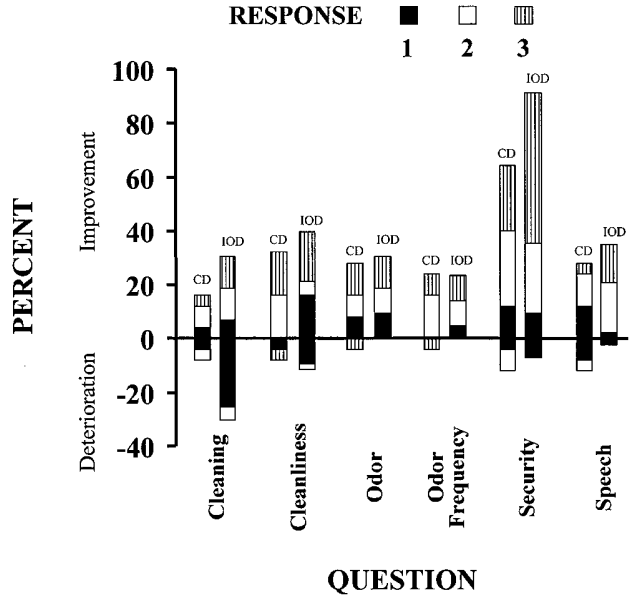 RESPONSE
1 2 3
PERCENT
Improvement
Deterioration
100
80
60
40
20
0
-20
-40
CD
IOD
CD
IOD
CD
IOD
CD
IOD
CD
IOD
CD
IOD
Cleaning
Cleanliness
Odor
Odor
Frequency
Security
Speech
QUESTION